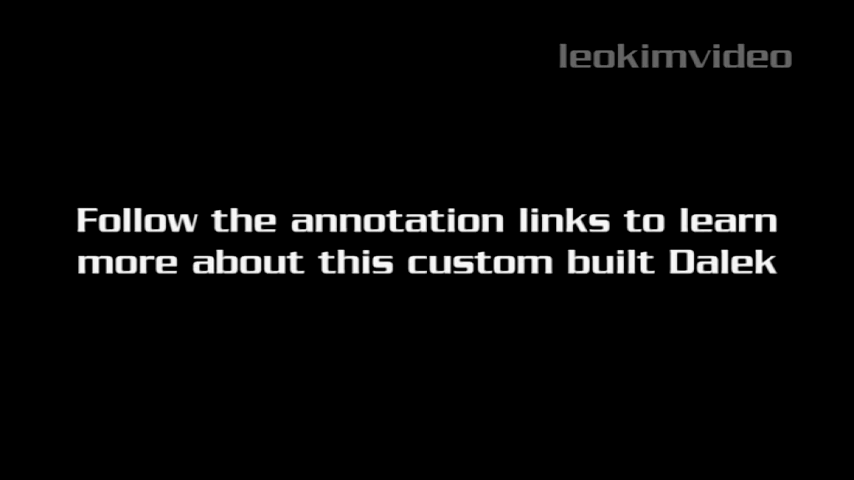 leokimvideo
Follow the annotation links to learn
more about this custom built Dalek